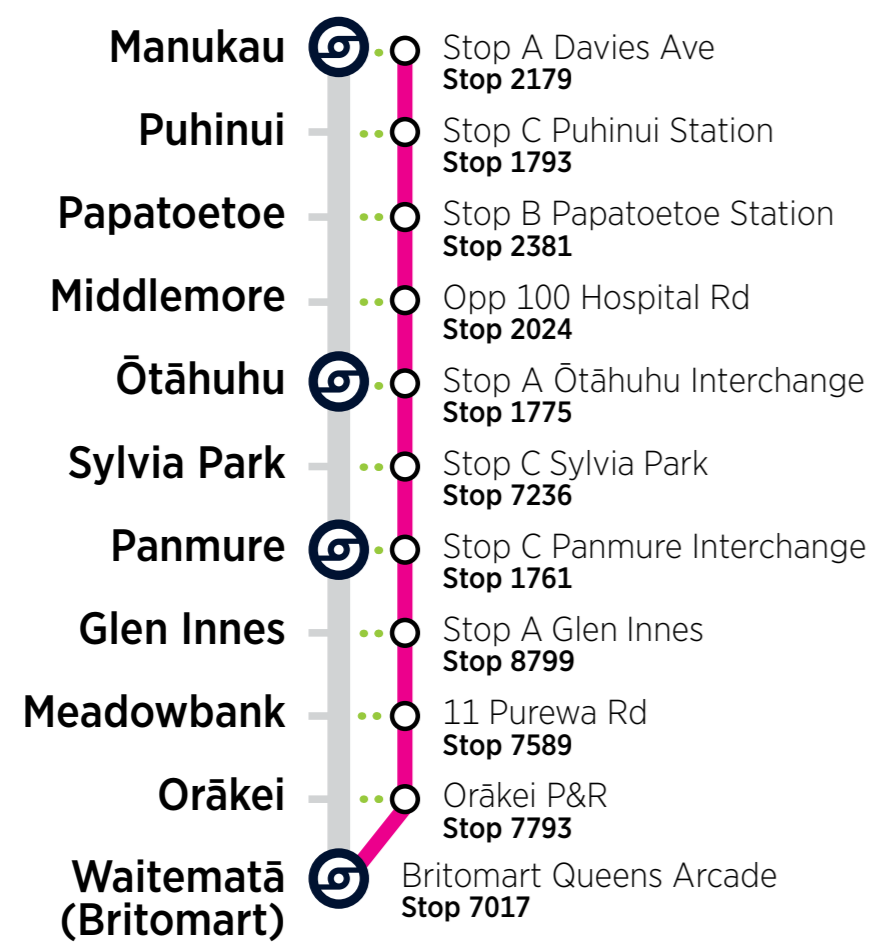 Manukau
Stop A Davies Ave
Stop 2179
Puhinui
Stop C Puhinui Station
Stop 1793
Papatoetoe
Stop B Papatoetoe Station
Stop 2381
Middlemore
Opp 100 Hospital Rd
Stop 2024
Ōtāhuhu
Stop A Ōtāhuhu Interchange
Stop 1775
Sylvia Park
Stop C Sylvia Park
Stop 7236
Panmure
Stop C Panmure Interchange
Stop 1761
Glen Innes
Stop A Glen Innes
Stop 8799
Meadowbank
11 Purewa Rd
Stop 7589
Orākei
Orākei P&R
Stop 7793
Waitematā
(Britomart)
Britomart Queens Arcade
Stop 7017